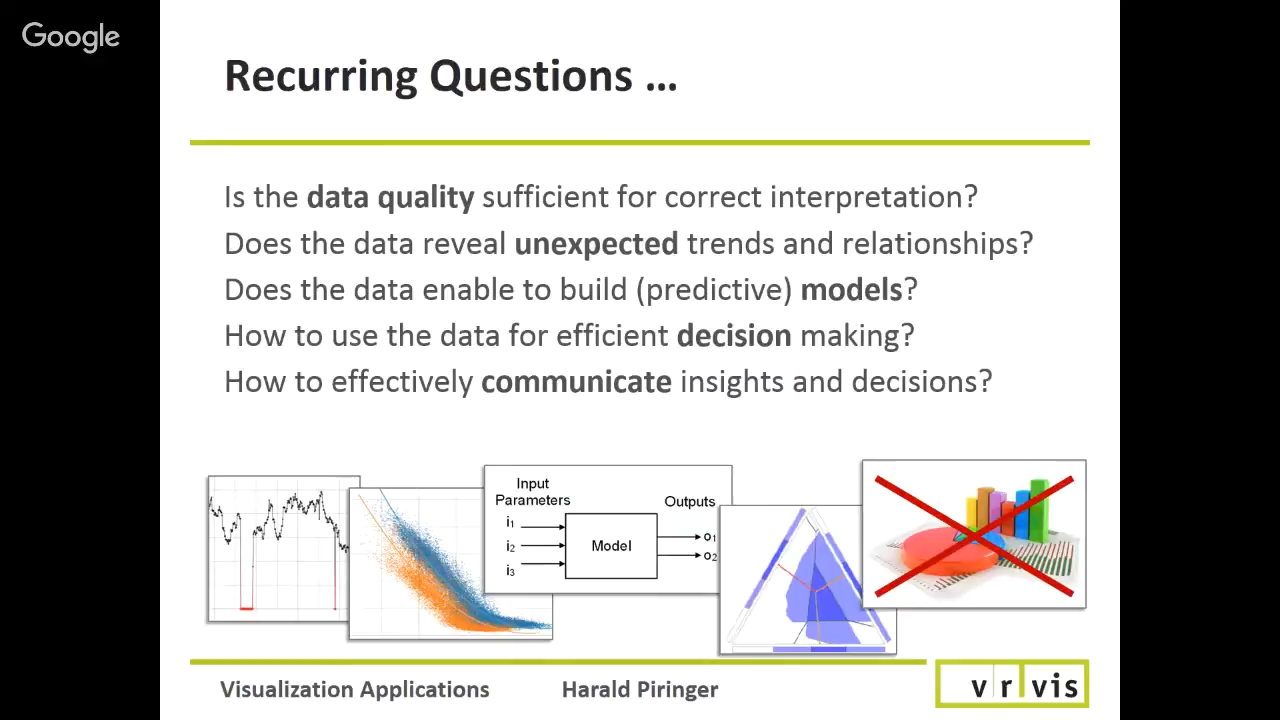 Google
Recurring Questions ...
Is the data quality sufficient for correct interpretation?
Does the data reveal unexpected trends and relationships?
Does the data enable to build (predictive) models?
How to use the data for efficient decision making?
How to effectively communicate insights and decisions?
Input
Parameters
Outputs
i1
i2
i3
Model
o1
o2
Visualization Applications
Harald Piringer
vrvis